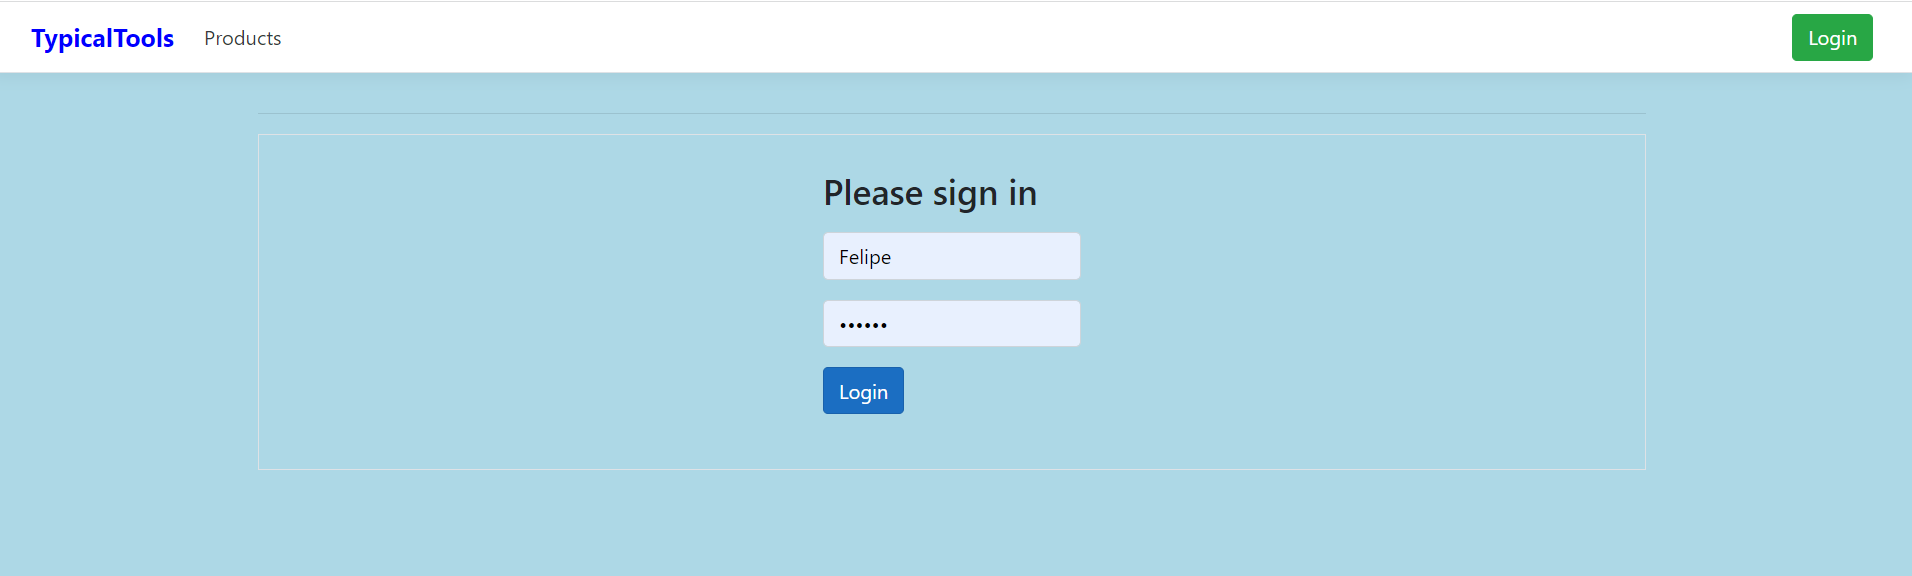 TypicalTools Products Login
Please sign in
Felipe
••••••
Login